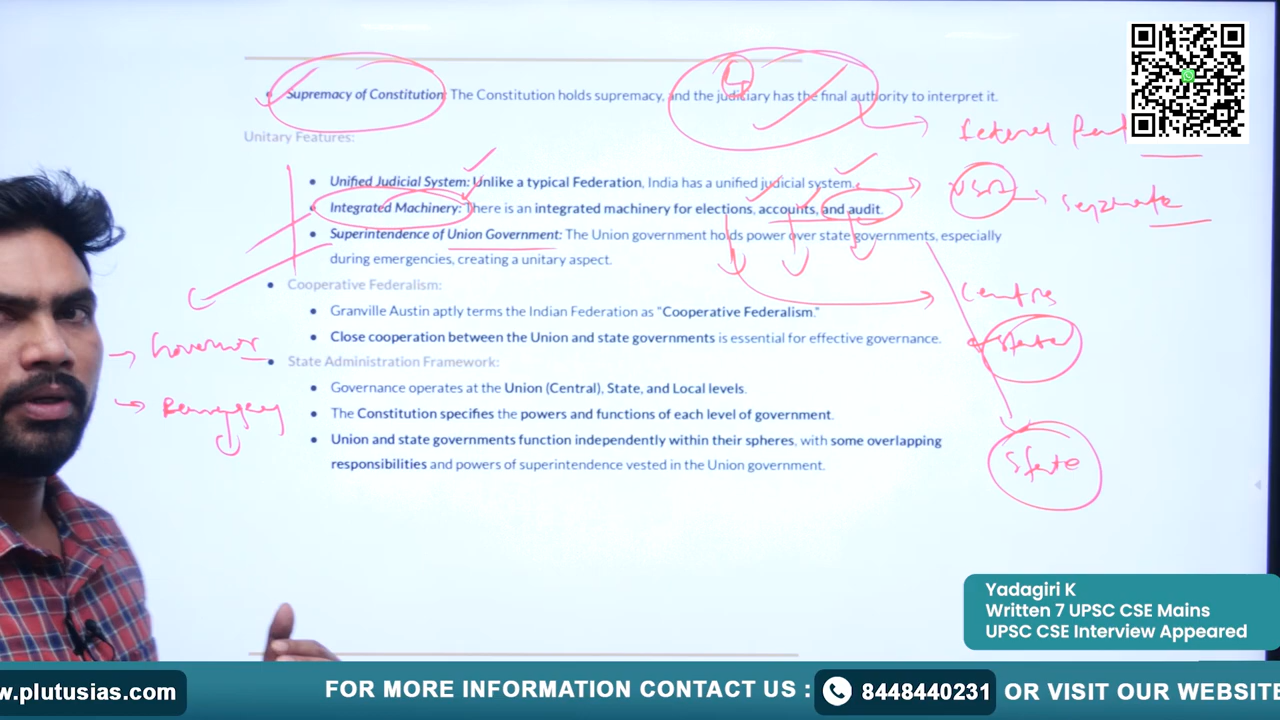 Supremacy of Constitution: The Constitution holds supremacy, and the judiciary has the final authority to interpret it.
Unitary Features:
Federal
Unified Judicial System: Unlike a typical Federation, India has a unified judicial system.
USA
Separate
Integrated Machinery: There is an integrated machinery for elections, accounts, and audit.
Superintendence of Union Government: The Union government holds power over state governments, especially
during emergencies, creating a unitary aspect.
Cooperative Federalism:
Centre
Granville Austin aptly terms the Indian Federation as "Cooperative Federalism."
Close cooperation between the Union and state governments is essential for effective governance.
State
Governor
State Administration Framework:
Governance operates at the Union (Central), State, and Local levels.
Emergency
The Constitution specifies the powers and functions of each level of government.
Union and state governments function independently within their spheres, with some overlapping
responsibilities and powers of superintendence vested in the Union government.
State
Yadagiri K
Written 7 UPSC CSE Mains
UPSC CSE Interview Appeared
w.plutusias.com
FOR MORE INFORMATION CONTACT US : 8448440231 OR VISIT OUR WEBSITE